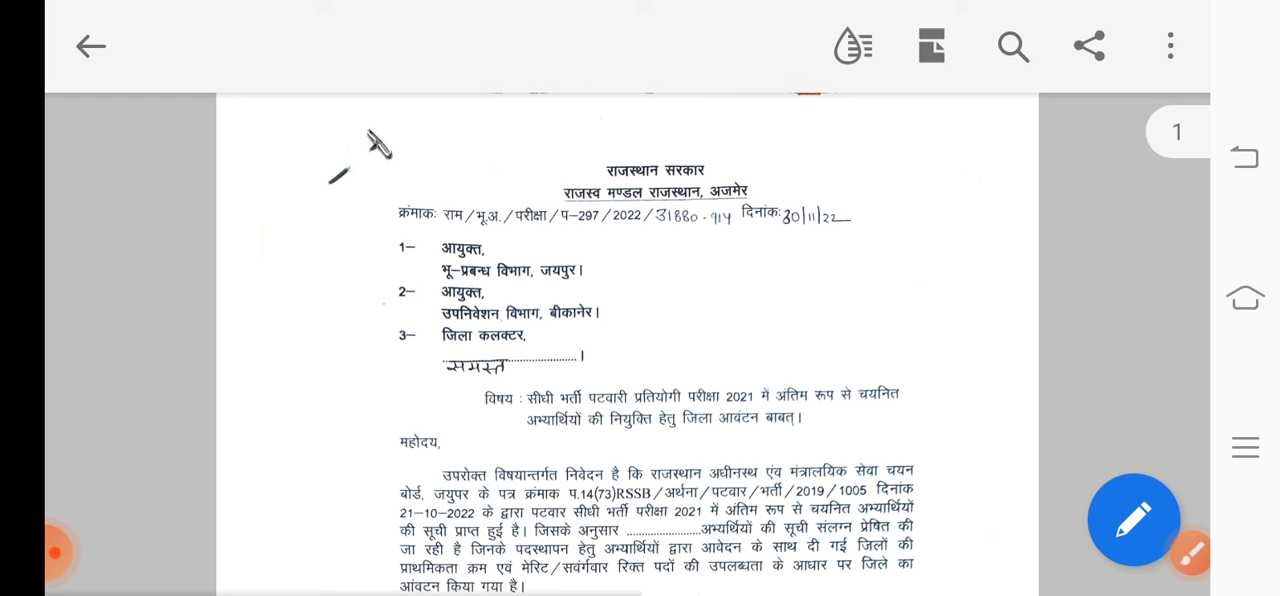 1
राजस्थान सरकार
राजस्व मण्डल राजस्थान, अजमेर
क्रंमाकः राम/भू.अ./परीक्षा/प–297/2022/31880-914 दिनांकः 30/11/22
1– आयुक्त,
भू–प्रबन्ध विभाग, जयपुर।
2– आयुक्त,
उपनिवेशन विभाग, बीकानेर।
3– जिला कलक्टर,
समस्त ..............................।
विषय : सीधी भर्ती पटवारी प्रतियोगी परीक्षा 2021 में अंतिम रूप से चयनित
अभ्यार्थियों की नियुक्ति हेतु जिला आवंटन बाबत्।
महोदय,
उपरोक्त विषयान्तर्गत निवेदन है कि राजस्थान अधीनस्थ एंव मंत्रालयिक सेवा चयन
बोर्ड, जयुपर के पत्र क्रमांक प.14(73)RSSB/अर्थना/पटवार/भर्ती/2019/1005 दिनांक
21–10–2022 के द्वारा पटवार सीधी भर्ती परीक्षा 2021 में अंतिम रूप से चयनित अभ्यार्थियों
की सूची प्राप्त हुई है। जिसके अनुसार ......................अभ्यर्थियों की सूची संलग्न प्रेषित की
जा रही है जिनके पदस्थापन हेतु अभ्यार्थियों द्वारा आवेदन के साथ दी गई जिलों की
प्राथमिकता क्रम एवं मेरिट/सवंर्गवार रिक्त पदों की उपलब्धता के आधार पर जिले का
आंवटन किया गया है।